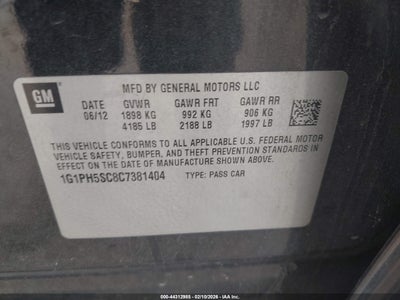 GM
MFD BY GENERAL MOTORS LLC
DATE GVWR GAWR FRT GAWR RR
06/12 1898 KG 992 KG 906 KG
4185 LB 2188 LB 1997 LB
THIS VEHICLE CONFORMS TO ALL APPLICABLE U.S. FEDERAL MOTOR
VEHICLE SAFETY, BUMPER, AND THEFT PREVENTION STANDARDS IN
EFFECT ON THE DATE OF MANUFACTURE SHOWN ABOVE.
1G1PH5SC8C7381404 TYPE: PASS CAR
000-44312985 - 02/10/2026 - IAA, Inc.